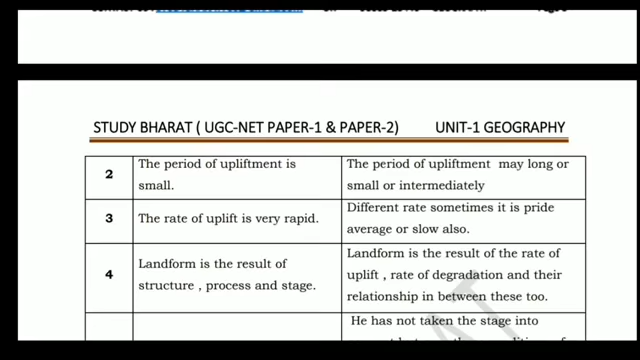 STUDY BHARAT ( UGC-NET PAPER-1 & PAPER-2) UNIT-1 GEOGRAPHY
2
The period of upliftment is
small.
The period of upliftment may long or
small or intermediately
3
The rate of uplift is very rapid.
Different rate sometimes it is pride
average or slow also.
4
Landform is the result of
structure , process and stage.
Landform is the result of the rate of
uplift , rate of degradation and their
relationship in between these too.
He has not taken the stage into